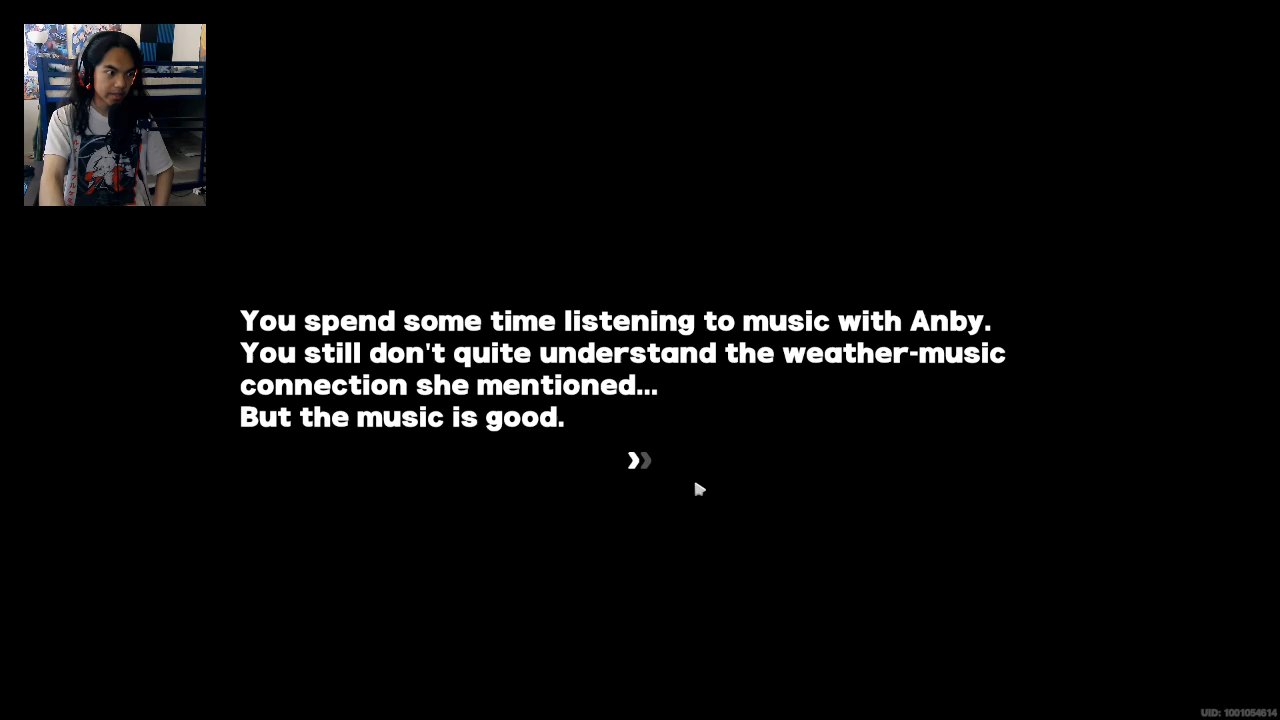 You spend some time listening to music with Anby.
You still don't quite understand the weather-music
connection she mentioned...
But the music is good.
UID: 1001054614